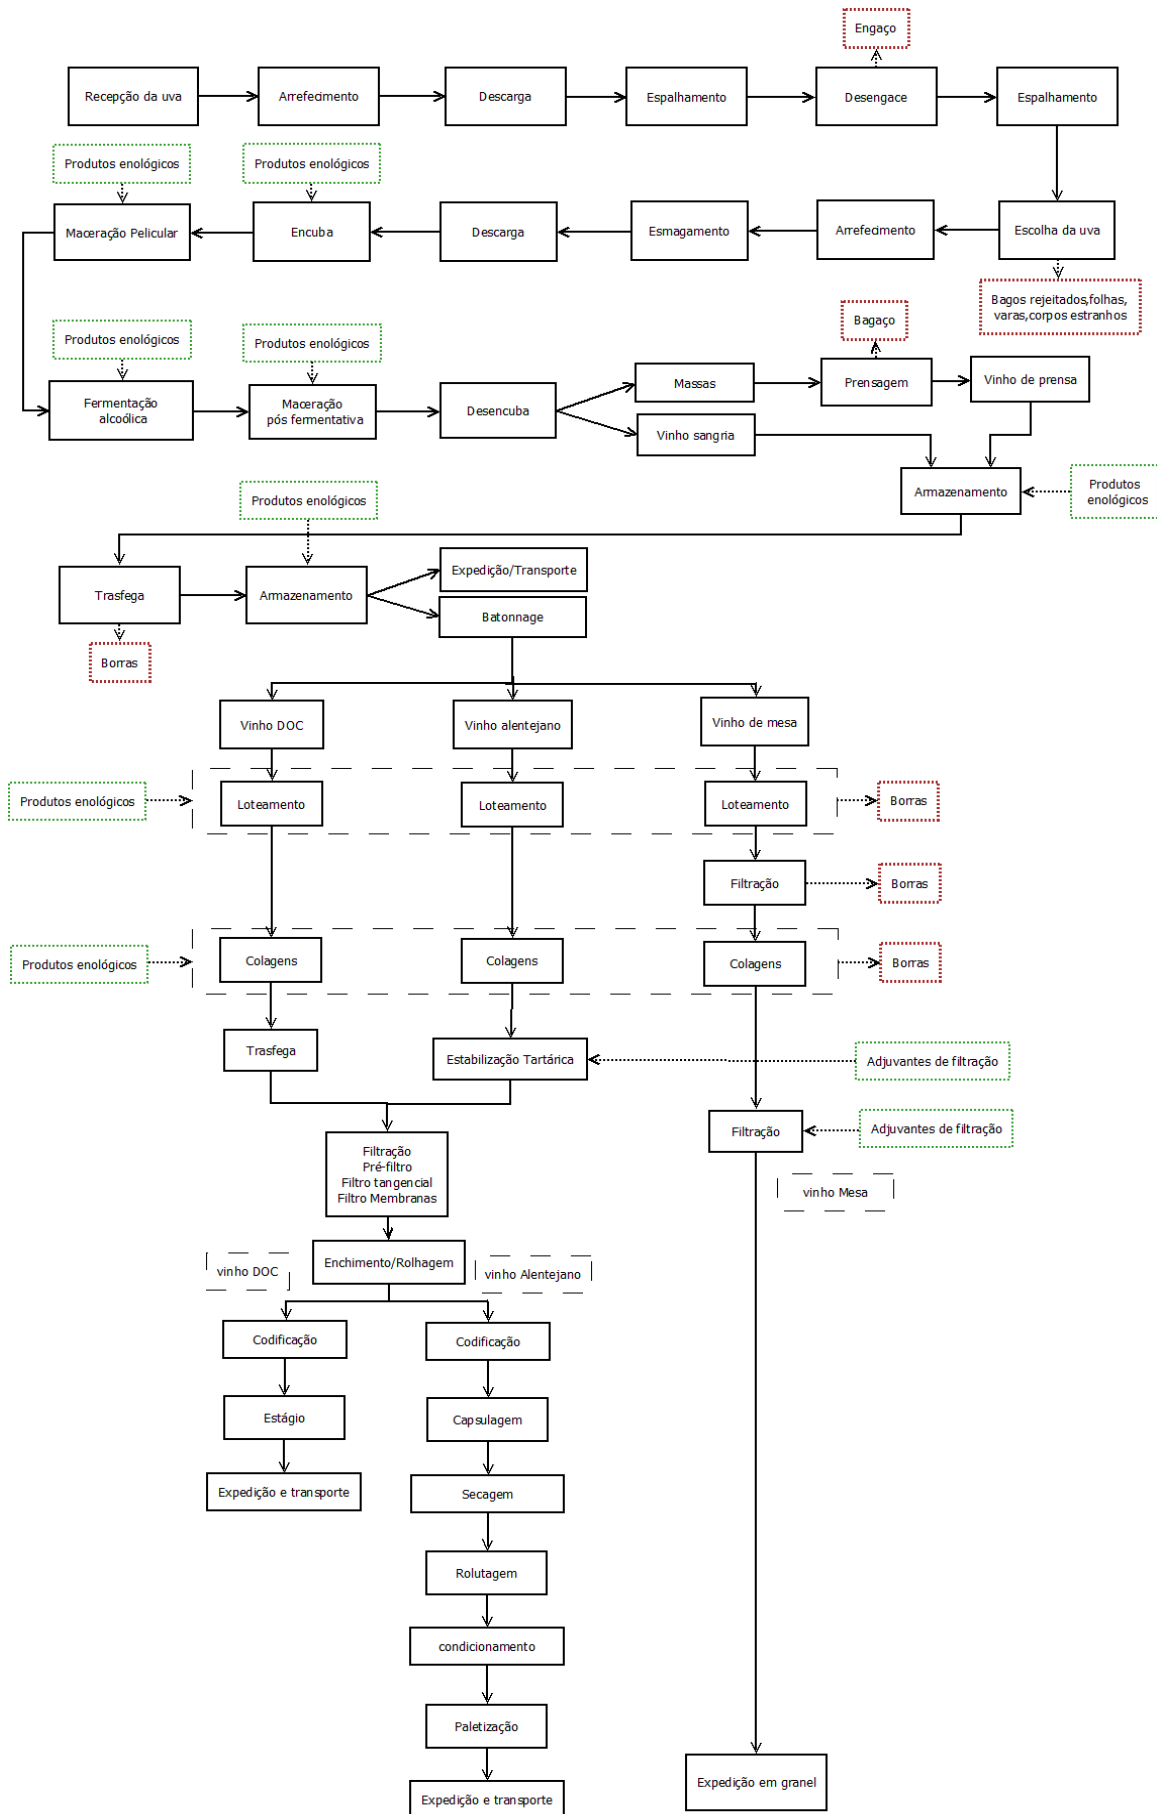 Engaço
Recepção da uva
Arrefecimento
Descarga
Espalhamento
Desengace
Espalhamento
Produtos enológicos
Produtos enológicos
Maceração Pelicular
Encuba
Descarga
Esmagamento
Arrefecimento
Escolha da uva
Bagos rejeitados,folhas,
varas,corpos estranhos
Produtos enológicos
Produtos enológicos
Bagaço
Fermentação
alcoólica
Maceração
pós fermentativa
Desencuba
Massas
Prensagem
Vinho de prensa
Vinho sangria
Armazenamento
Produtos
enológicos
Produtos enológicos
Trasfega
Armazenamento
Expedição/Transporte
Batonnage
Borras
Vinho DOC
Vinho alentejano
Vinho de mesa
Produtos enológicos
Loteamento
Loteamento
Loteamento
Borras
Filtração
Borras
Produtos enológicos
Colagens
Colagens
Colagens
Borras
Trasfega
Estabilização Tartárica
Adjuvantes de filtração
Filtração
Adjuvantes de filtração
Filtração
Pré-filtro
Filtro tangencial
Filtro Membranas
vinho Mesa
vinho DOC
Enchimento/Rolhagem
vinho Alentejano
Codificação
Codificação
Estágio
Capsulagem
Expedição e transporte
Secagem
Rolutagem
condicionamento
Paletização
Expedição em granel
Expedição e transporte